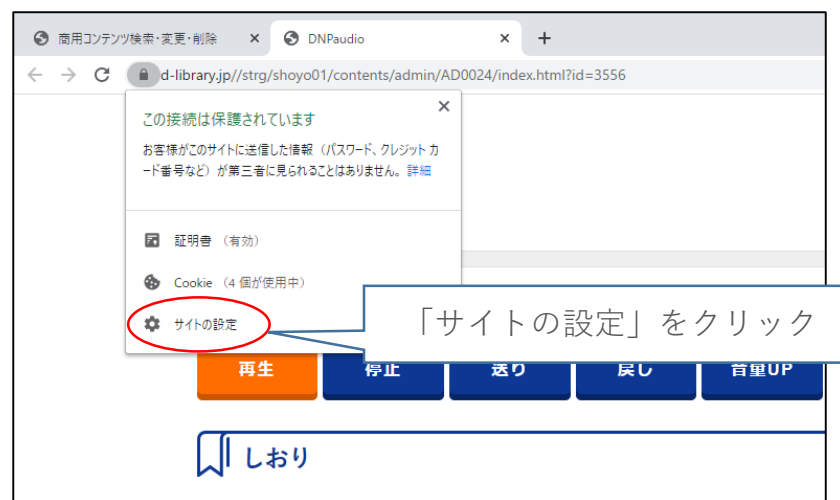 商用コンテンツ検索・変更・削除
DNPaudio
d-library.jp//strg/shoyo01/contents/admin/AD0024/index.html?id=3556
この接続は保護されています
お客様がこのサイトに送信した情報（パスワード、クレジット カ
ード番号など）が第三者に見られることはありません。 詳細
証明書 （有効）
Cookie （4 個が使用中）
サイトの設定
「サイトの設定」をクリック
再生 停止 送り 戻し 音量UP
しおり